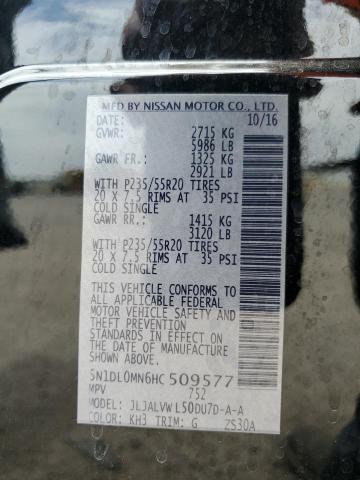 MFD BY NISSAN MOTOR CO., LTD.
DATE: 10/16
GVWR: 2715 KG
5986 LB
GAWR FR.: 1325 KG
2921 LB
WITH P235/55R20 TIRES
20 X 7.5 RIMS AT 35 PSI
COLD SINGLE
GAWR RR.: 1415 KG
3120 LB
WITH P235/55R20 TIRES
20 X 7.5 RIMS AT 35 PSI
COLD SINGLE
THIS VEHICLE CONFORMS TO
ALL APPLICABLE FEDERAL
MOTOR VEHICLE SAFETY AND
THEFT PREVENTION
STANDARDS IN EFFECT ON THE
DATE OF MFR. SHOWN ABOVE.
5N1DL0MN6HC 509577
MPV 752
MODEL: JLJALVWL50DU7D-A-A
COLOR: KH3 TRIM: G ZS30A